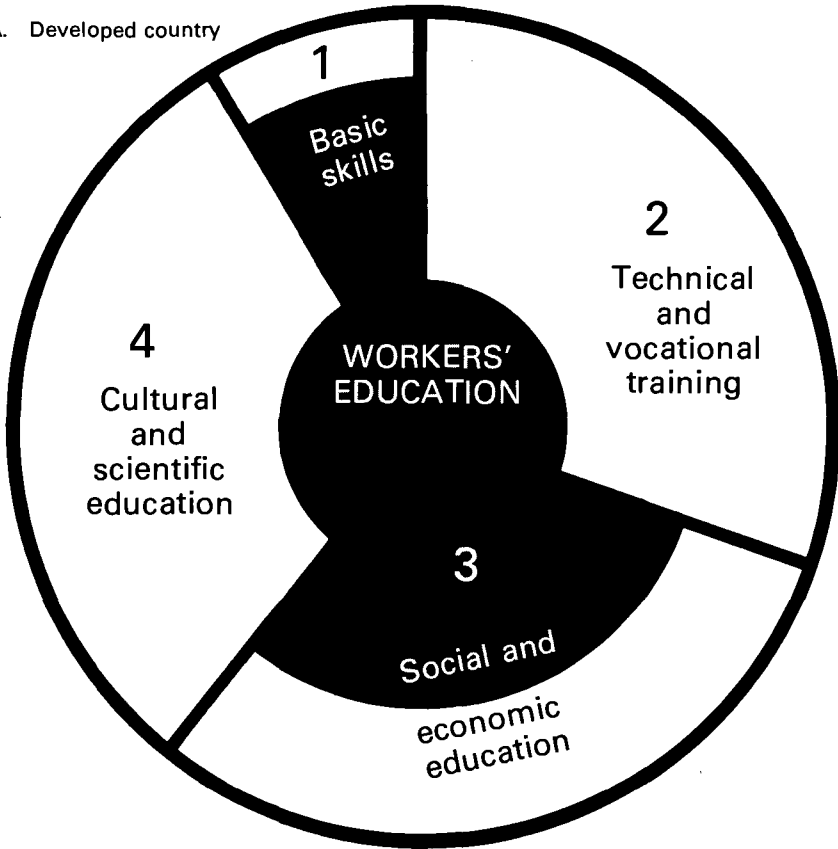 A. Developed country
1
Basic
skills
2
Technical
and
vocational
training
WORKERS'
EDUCATION
3
Social and
economic
education
4
Cultural
and
scientific
education